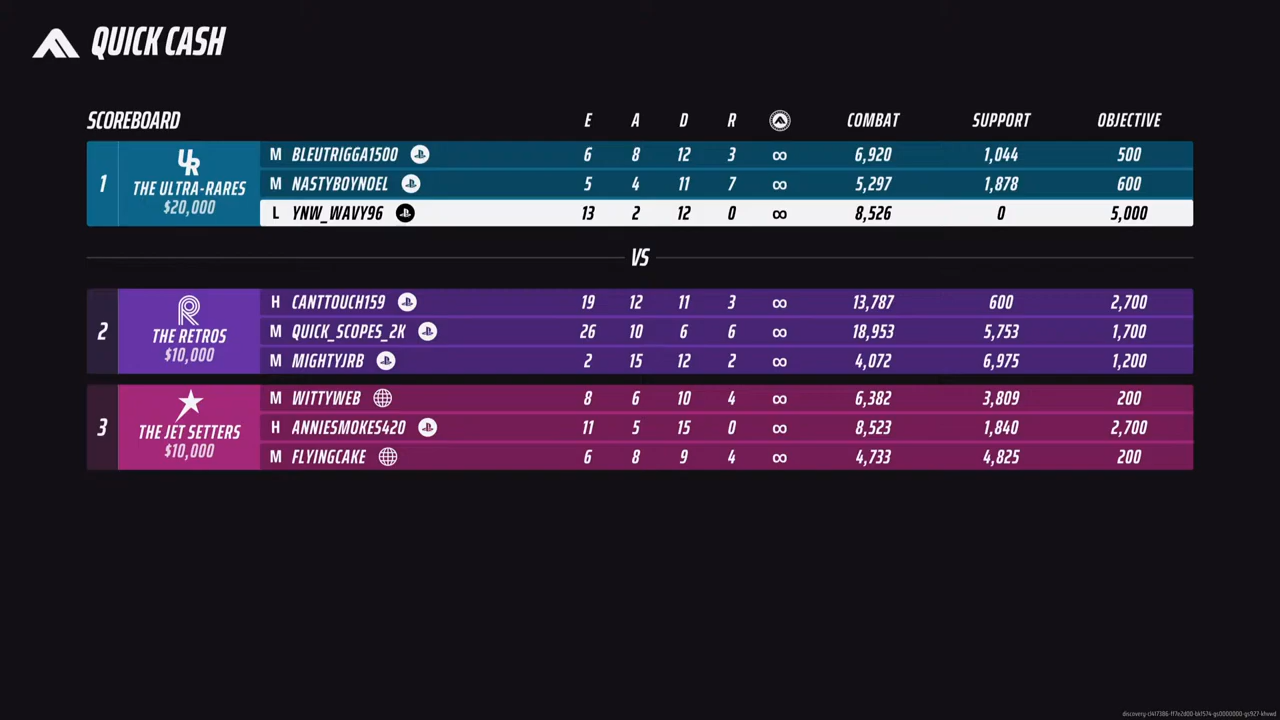 QUICK CASH
SCOREBOARD E A D R COMBAT SUPPORT OBJECTIVE
1 UR THE ULTRA-RARES $20,000
M BLEUTRIGGA1500 6 8 12 3 ∞ 6,920 1,044 500
M NASTYBOYNOEL 5 4 11 7 ∞ 5,297 1,878 600
L YNW_WAVY96 13 2 12 0 ∞ 8,526 0 5,000
VS
2 R THE RETROS $10,000
H CANTTOUCH159 19 12 11 3 ∞ 13,787 600 2,700
M QUICK_SCOPES_2K 26 10 6 6 ∞ 18,953 5,753 1,700
M MIGHTYJRB 2 15 12 2 ∞ 4,072 6,975 1,200
3 THE JET SETTERS $10,000
M WITTYWEB 8 6 10 4 ∞ 6,382 3,809 200
H ANNIESMOKES420 11 5 15 0 ∞ 8,523 1,840 2,700
M FLYINGCAKE 6 8 9 4 ∞ 4,733 4,825 200